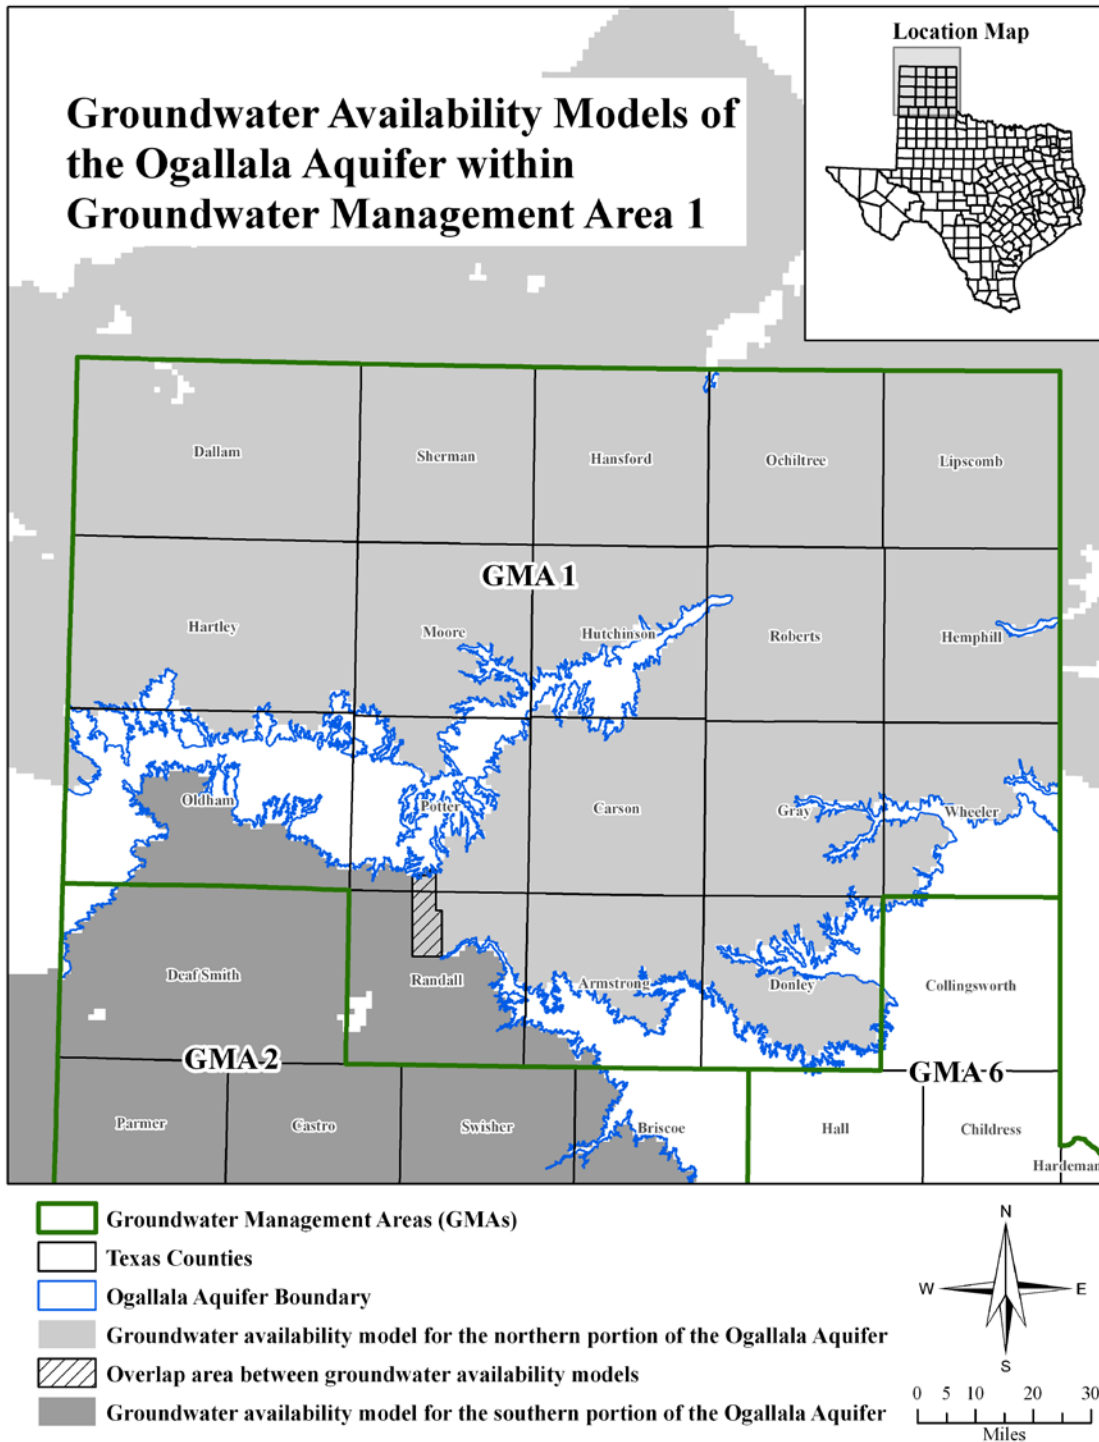 Location Map
Groundwater Availability Models of
the Ogallala Aquifer within
Groundwater Management Area 1
Dallam
Sherman
Hansford
Ochiltree
Lipscomb
GMA 1
Hartley
Moore
Hutchinson
Roberts
Hemphill
Oldham
Potter
Carson
Gray
Wheeler
Deaf Smith
Randall
Armstrong
Donley
Collingsworth
GMA 2
GMA 6
Parmer
Castro
Swisher
Briscoe
Hall
Childress
Hardeman
Groundwater Management Areas (GMAs)
Texas Counties
Ogallala Aquifer Boundary
Groundwater availability model for the northern portion of the Ogallala Aquifer
Overlap area between groundwater availability models
Groundwater availability model for the southern portion of the Ogallala Aquifer
N
W E
S
0 5 10 20 30
Miles